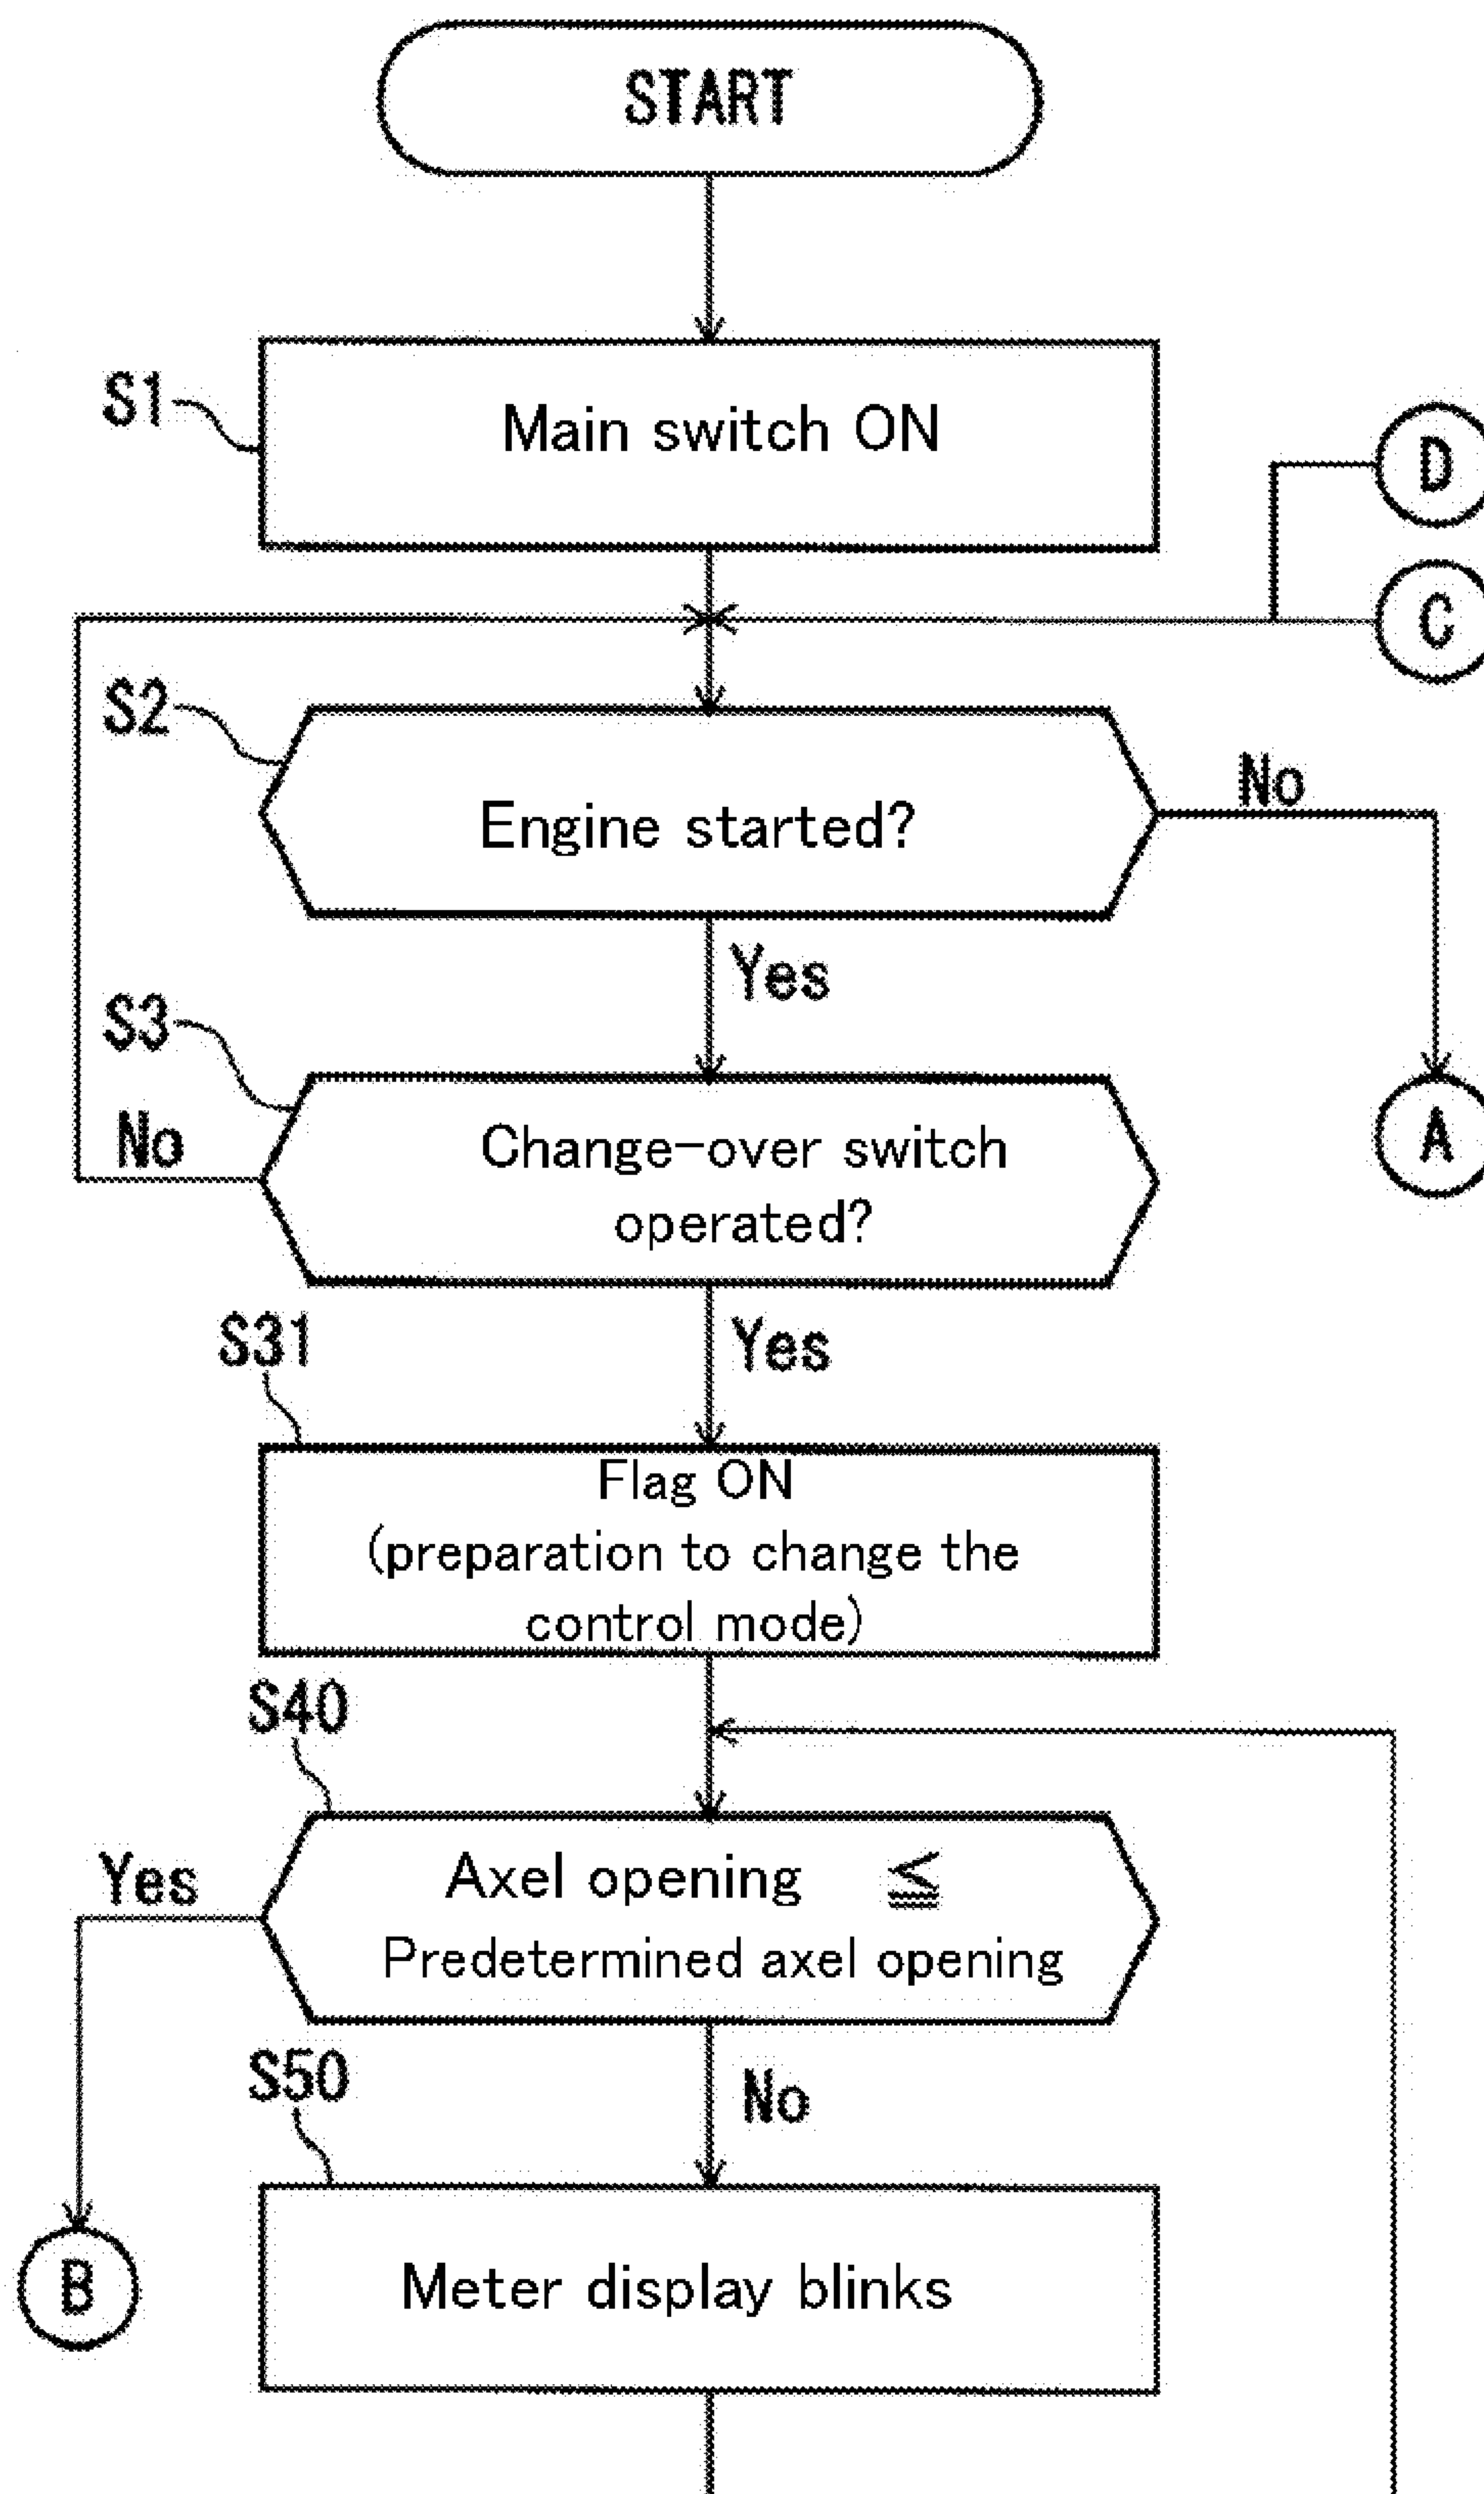 START
S1
Main switch ON
D
C
S2
Engine started?
No
Yes
S3
No
Change-over switch
operated?
A
S31
Yes
Flag ON
(preparation to change the
control mode)
S40
Yes
Axel opening ≦
Predetermined axel opening
S50
No
B
Meter display blinks